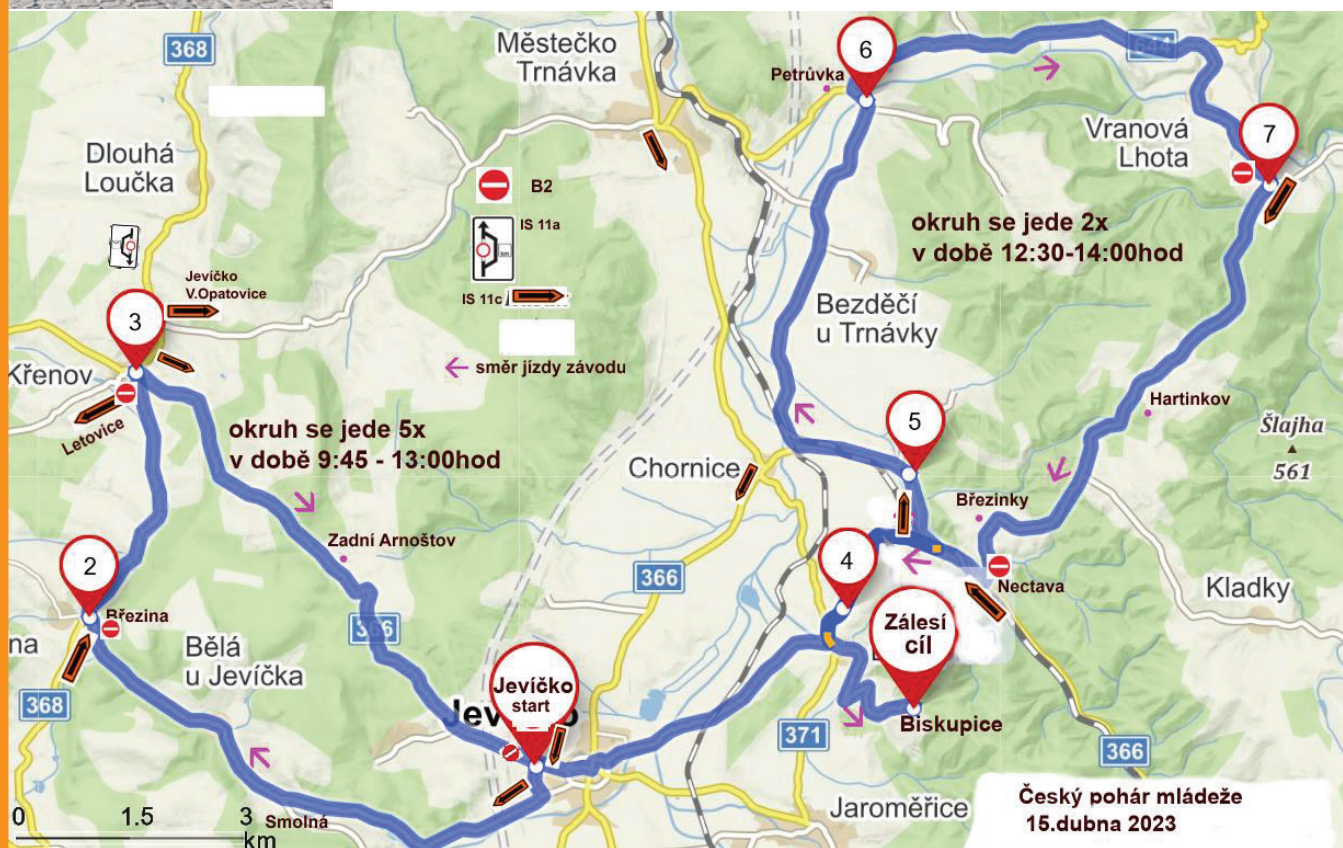 368
Městečko
Trnávka
6
644
Petrůvka
Vranová
Lhota
7
Dlouhá
Loučka
B2
IS 11a
IS 11c
okruh se jede 2x
v době 12:30-14:00hod
Jevíčko
V.Opatovice
3
Bezděčí
u Trnávky
směr jízdy závodu
Křenov
Letovice
Hartinkov
okruh se jede 5x
v době 9:45 - 13:00hod
5
Šlajha
561
Chornice
Březinky
Zadní Arnoštov
2
4
366
Nectava
Kladky
Březina
na
366
Bělá
u Jevíčka
Zálesí
cíl
Jevíčko
start
368
371
Biskupice
366
Jaroměřice
Český pohár mládeže
15.dubna 2023
0 1.5 3
km
Smolná